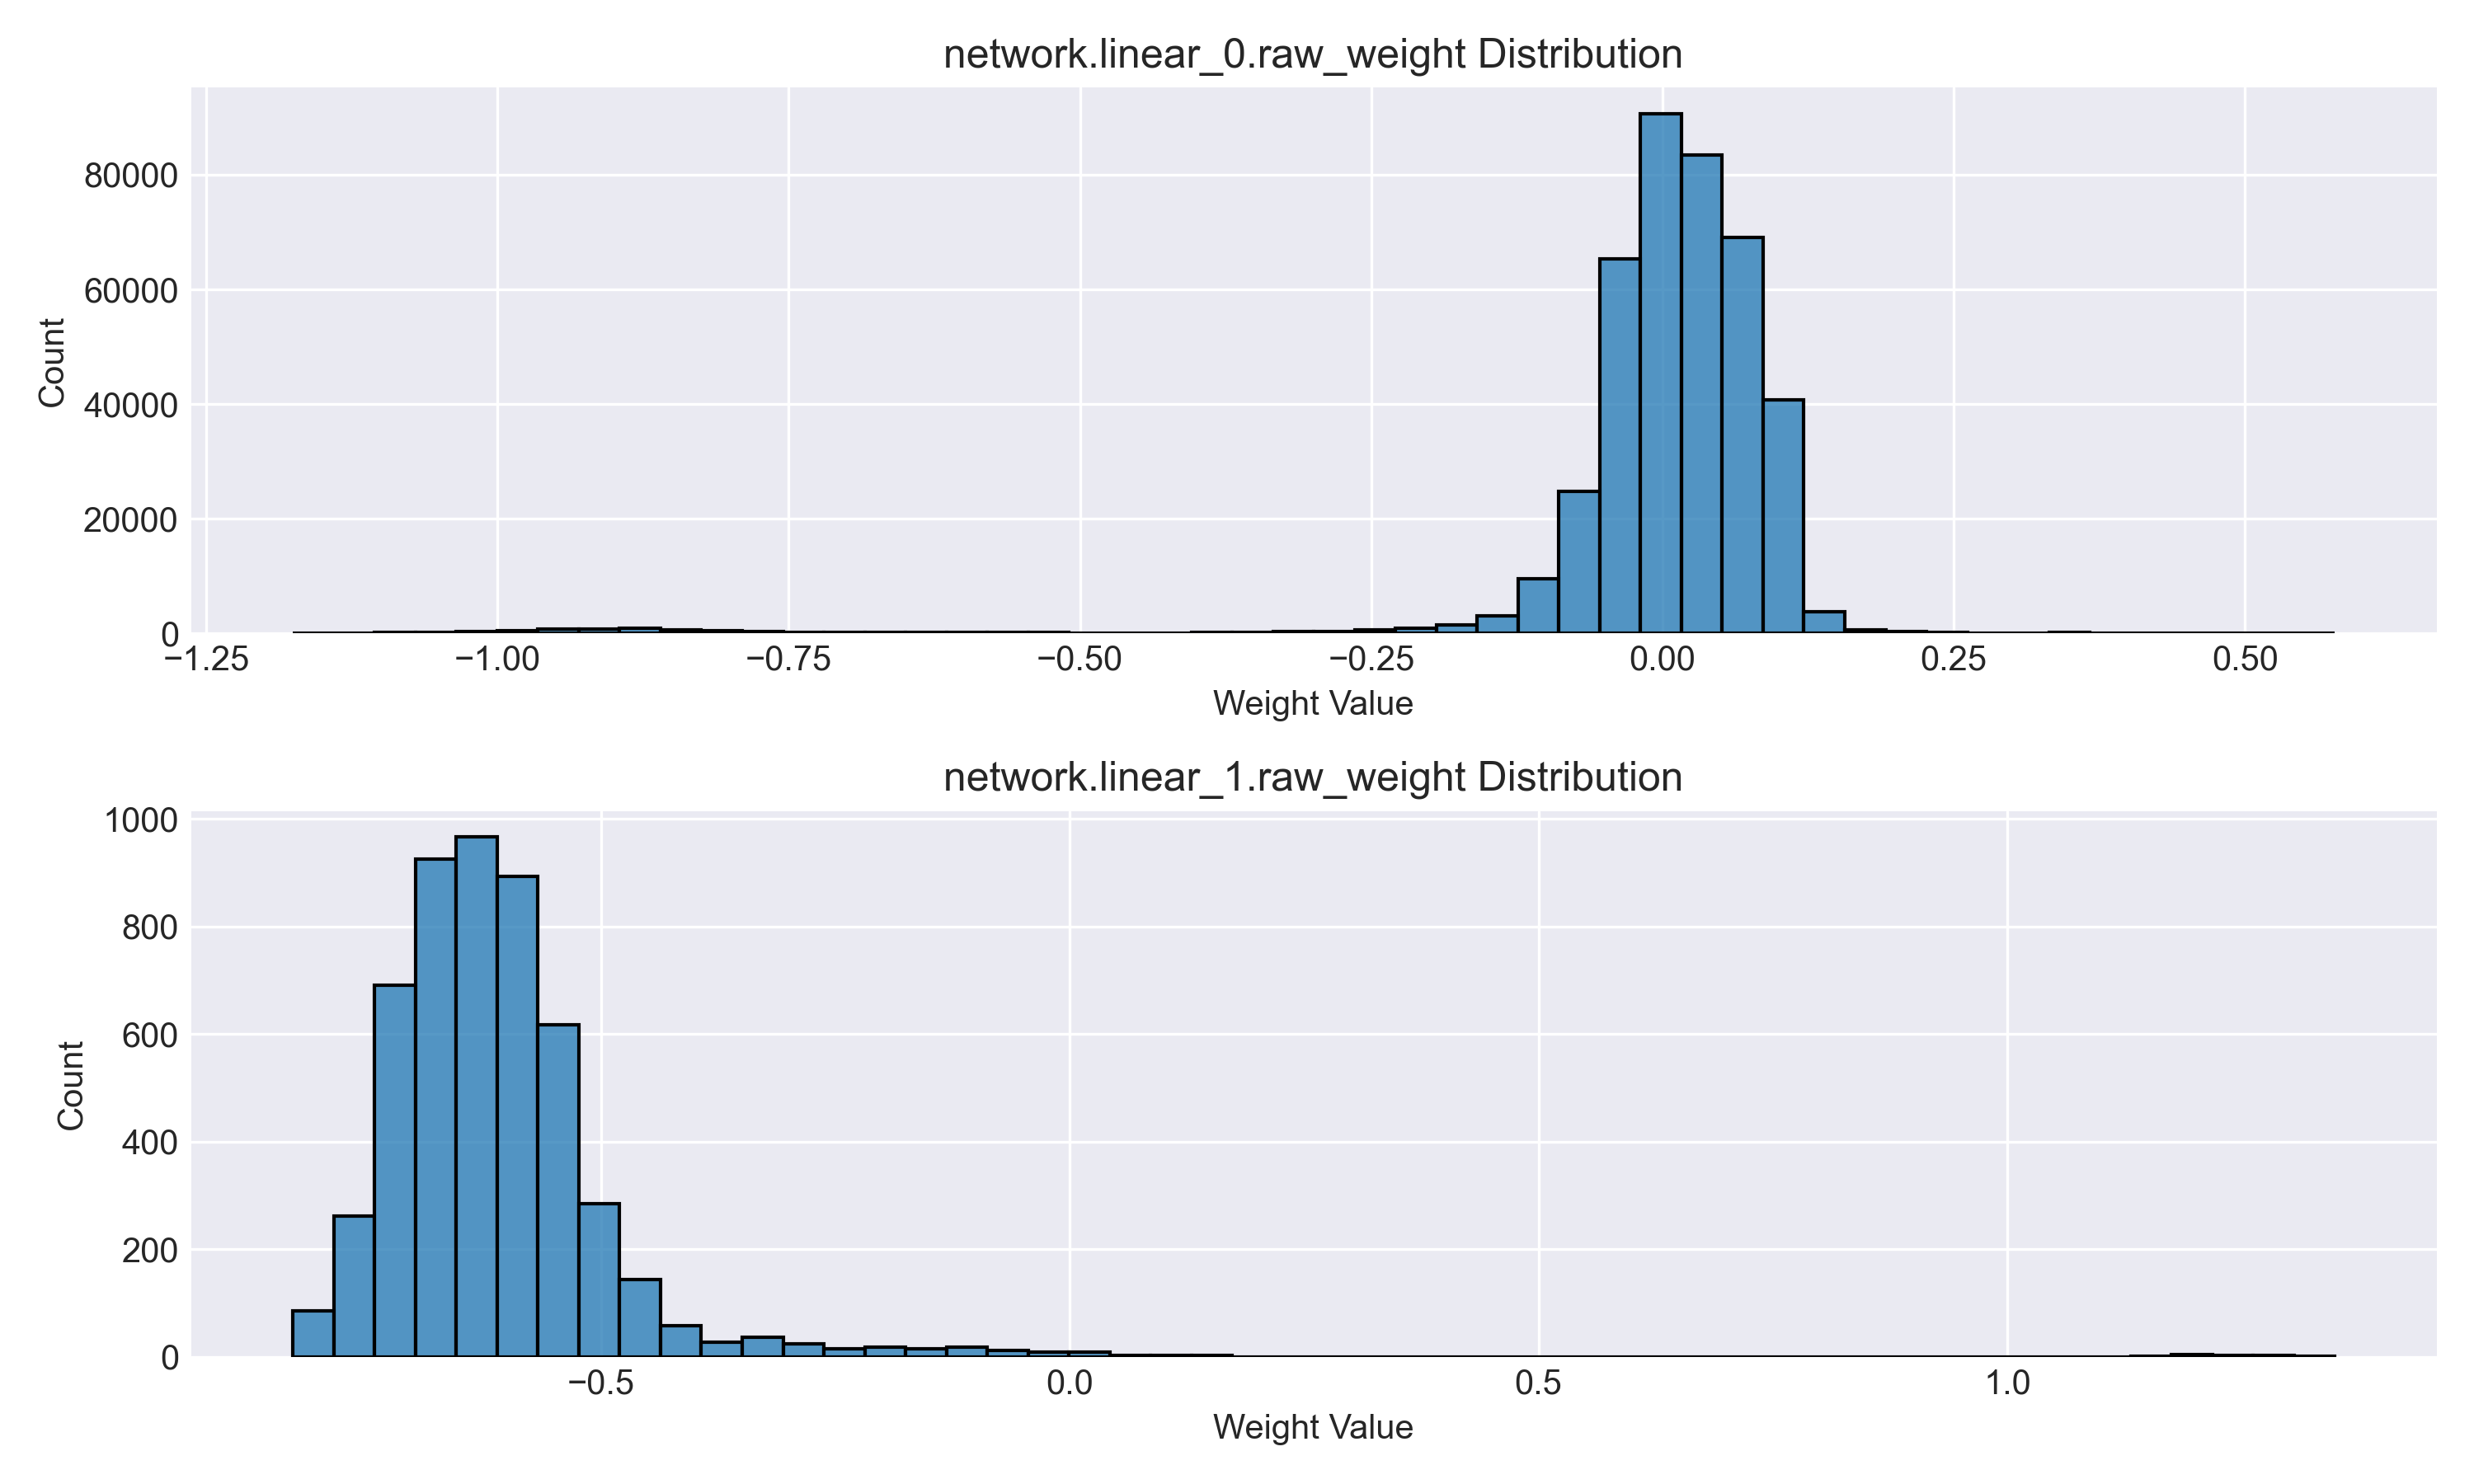 network.linear_0.raw_weight Distribution
80000
60000
40000
20000
0
Count
−1.25 −1.00 −0.75 −0.50 −0.25 0.00 0.25 0.50
Weight Value
network.linear_1.raw_weight Distribution
1000
800
600
400
200
0
Count
−0.5 0.0 0.5 1.0
Weight Value